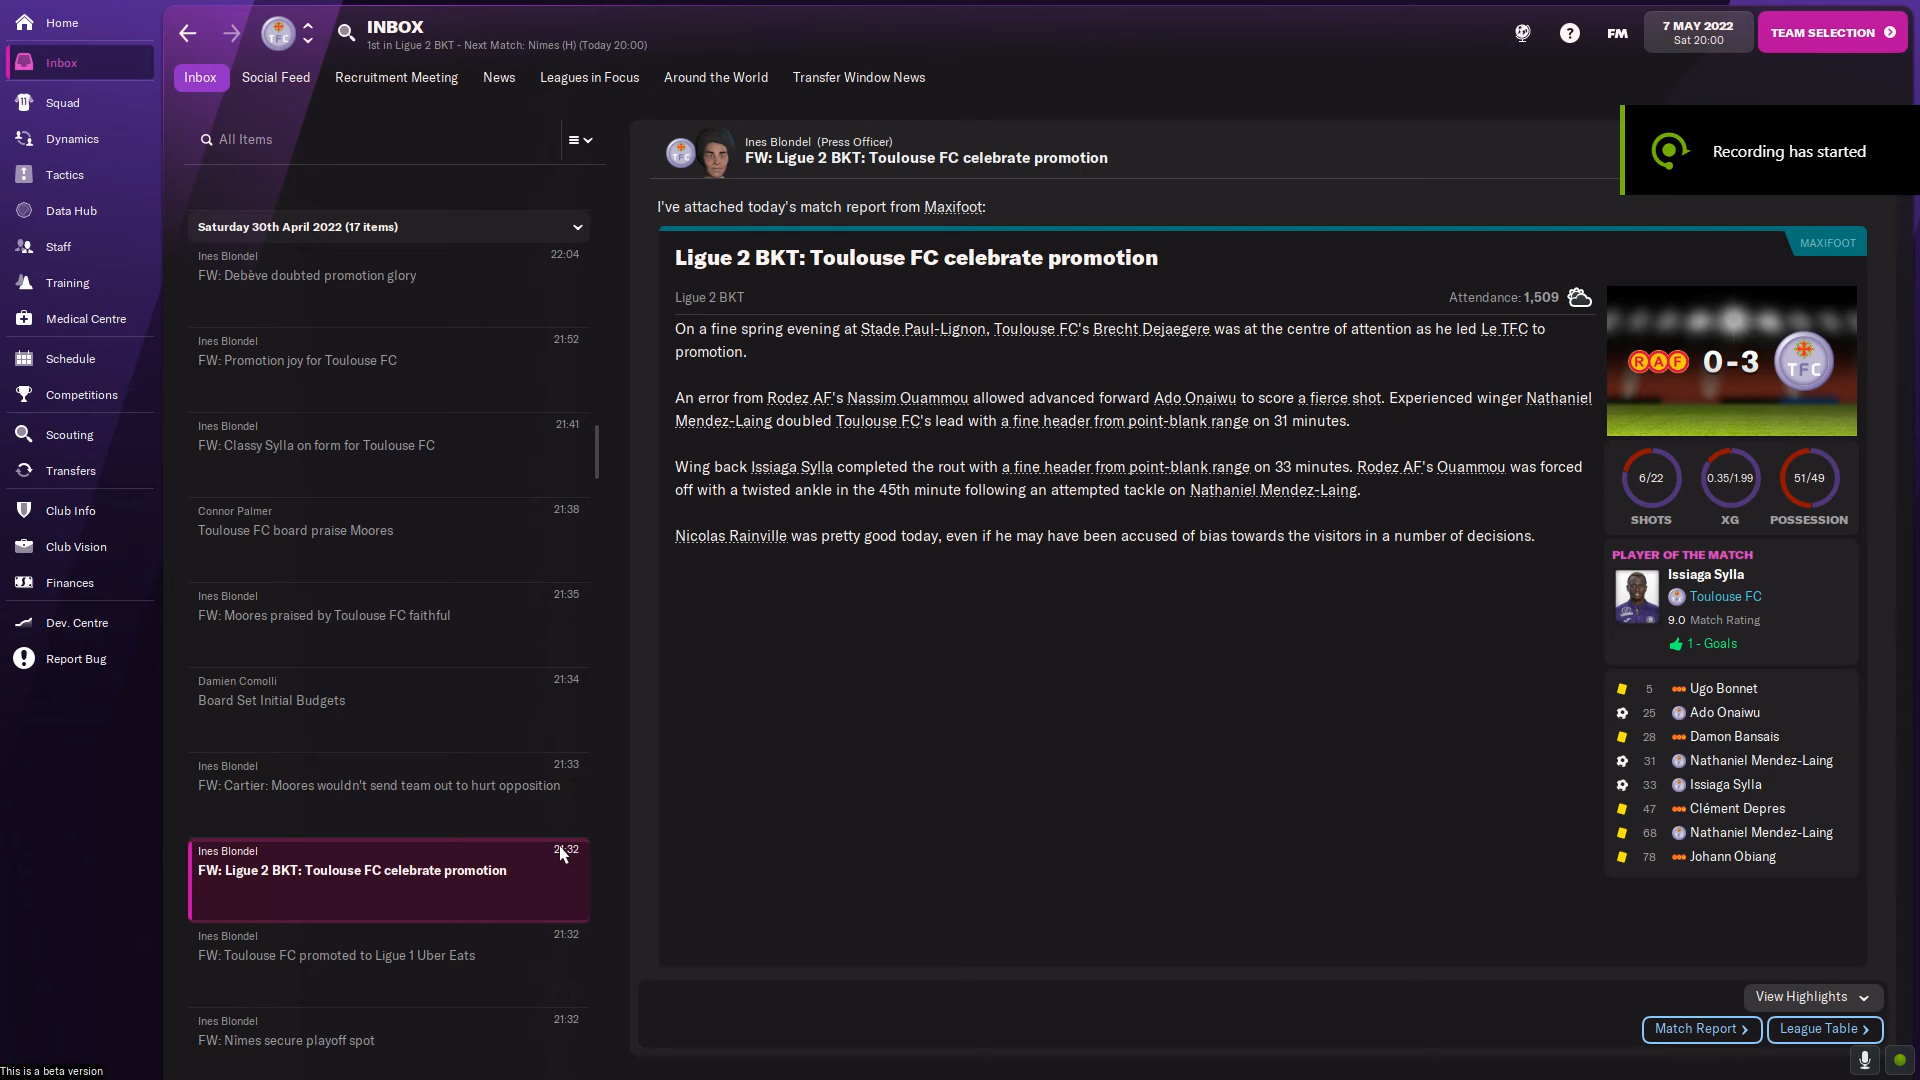 Home
Inbox
Squad
Dynamics
Tactics
Data Hub
Staff
Training
Medical Centre
Schedule
Competitions
Scouting
Transfers
Club Info
Club Vision
Finances
Dev. Centre
Report Bug
This is a beta version
INBOX
1st in Ligue 2 BKT - Next Match: Nîmes (H) (Today 20:00)
FM
7 MAY 2022
Sat 20:00
TEAM SELECTION
Inbox
Social Feed
Recruitment Meeting
News
Leagues in Focus
Around the World
Transfer Window News
Recording has started
All Items
Saturday 30th April 2022 (17 items)
Ines Blondel 22:04
FW: Debève doubted promotion glory
Ines Blondel 21:52
FW: Promotion joy for Toulouse FC
Ines Blondel 21:41
FW: Classy Sylla on form for Toulouse FC
Connor Palmer 21:38
Toulouse FC board praise Moores
Ines Blondel 21:35
FW: Moores praised by Toulouse FC faithful
Damien Comolli 21:34
Board Set Initial Budgets
Ines Blondel 21:33
FW: Cartier: Moores wouldn't send team out to hurt opposition
Ines Blondel 21:32
FW: Ligue 2 BKT: Toulouse FC celebrate promotion
Ines Blondel 21:32
FW: Toulouse FC promoted to Ligue 1 Uber Eats
Ines Blondel 21:32
FW: Nîmes secure playoff spot
TFC
Ines Blondel (Press Officer)
FW: Ligue 2 BKT: Toulouse FC celebrate promotion
I've attached today's match report from Maxifoot:
MAXIFOOT
Ligue 2 BKT: Toulouse FC celebrate promotion
Ligue 2 BKT
Attendance: 1,509
On a fine spring evening at Stade Paul-Lignon, Toulouse FC's Brecht Dejaegere was at the centre of attention as he led Le TFC to
promotion.
An error from Rodez AF's Nassim Ouammou allowed advanced forward Ado Onaiwu to score a fierce shot. Experienced winger Nathaniel
Mendez-Laing doubled Toulouse FC's lead with a fine header from point-blank range on 31 minutes.
Wing back Issiaga Sylla completed the rout with a fine header from point-blank range on 33 minutes. Rodez AF's Ouammou was forced
off with a twisted ankle in the 45th minute following an attempted tackle on Nathaniel Mendez-Laing.
Nicolas Rainville was pretty good today, even if he may have been accused of bias towards the visitors in a number of decisions.
RAF 0-3 TFC
6/22
0.35/1.99
51/49
SHOTS
XG
POSSESSION
PLAYER OF THE MATCH
Issiaga Sylla
Toulouse FC
9.0 Match Rating
1 - Goals
5 Ugo Bonnet
25 Ado Onaiwu
28 Damon Bansais
31 Nathaniel Mendez-Laing
33 Issiaga Sylla
47 Clément Depres
68 Nathaniel Mendez-Laing
78 Johann Obiang
View Highlights
Match Report
League Table